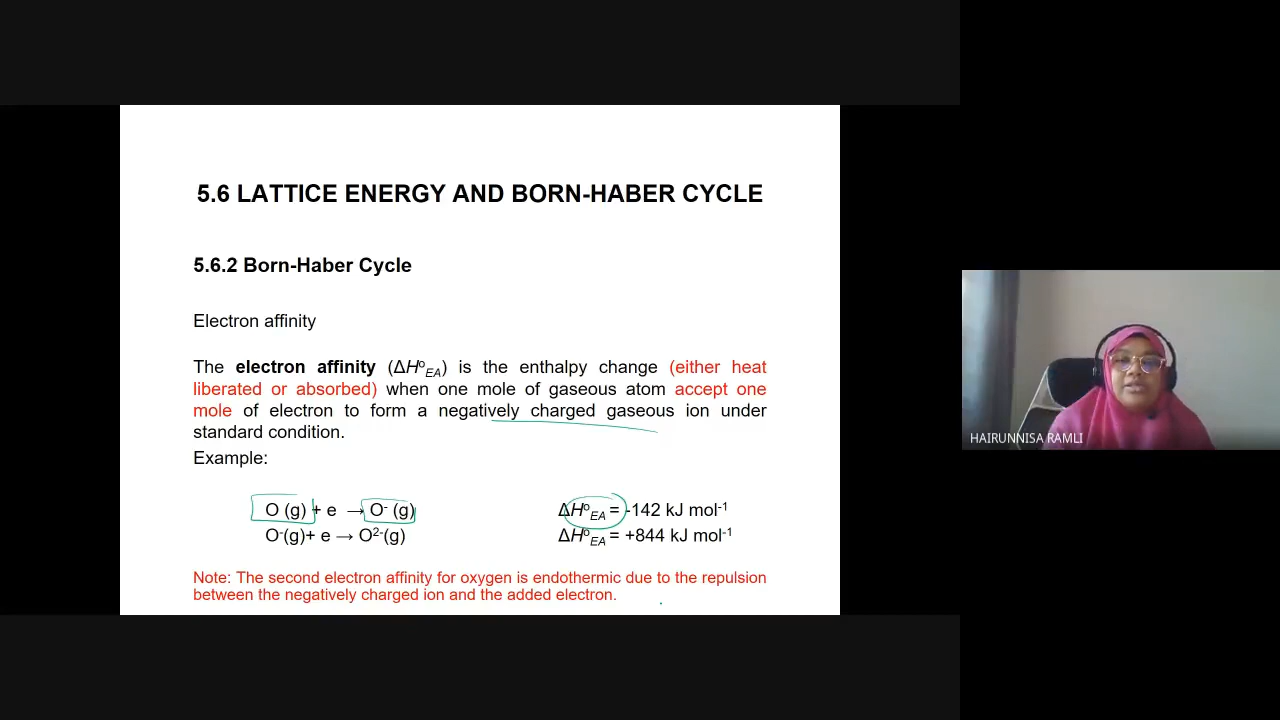 5.6 LATTICE ENERGY AND BORN-HABER CYCLE
5.6.2 Born-Haber Cycle
Electron affinity
The electron affinity (ΔH°EA) is the enthalpy change (either heat
liberated or absorbed) when one mole of gaseous atom accept one
mole of electron to form a negatively charged gaseous ion under
standard condition.
Example:
O (g) + e → O⁻ (g) ΔH°EA = -142 kJ mol⁻¹
O⁻(g)+ e → O²⁻(g) ΔH°EA = +844 kJ mol⁻¹
Note: The second electron affinity for oxygen is endothermic due to the repulsion
between the negatively charged ion and the added electron.
HAIRUNNISA RAMLI